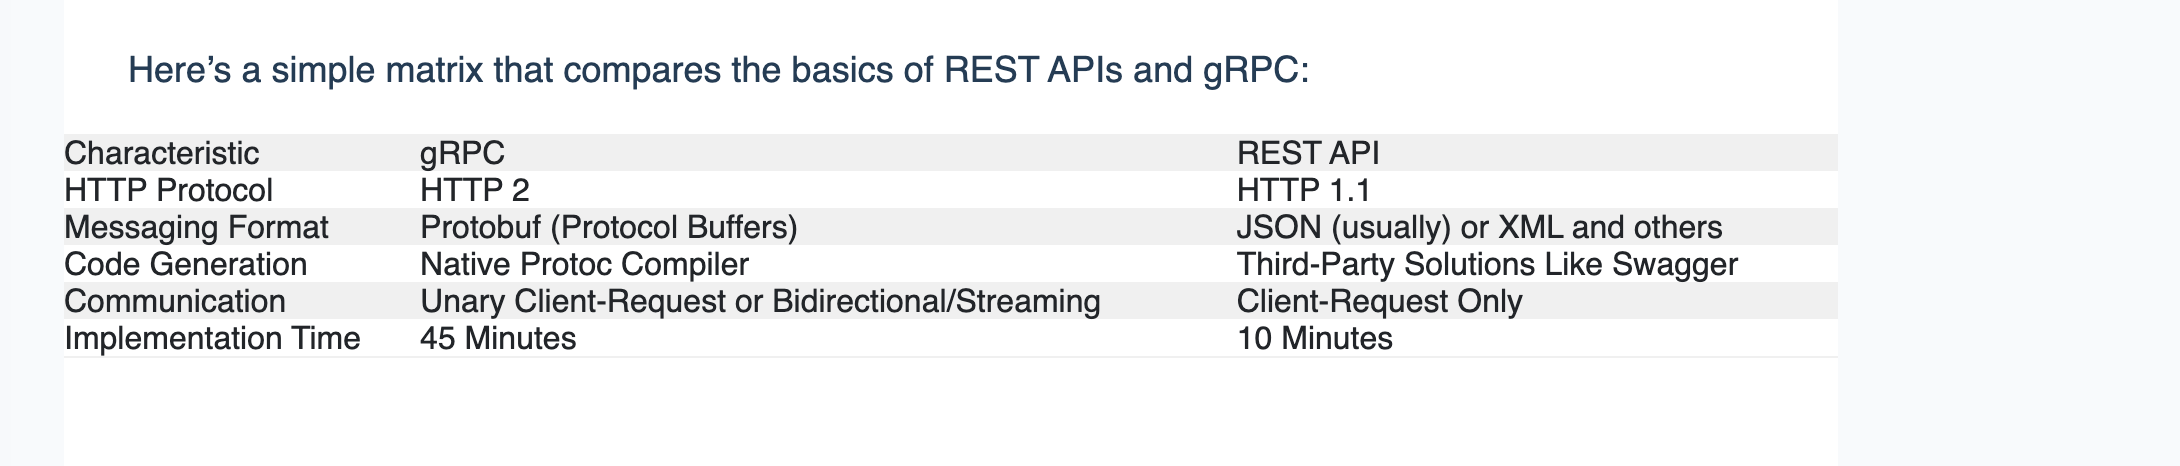 Here’s a simple matrix that compares the basics of REST APIs and gRPC:
Characteristic gRPC REST API
HTTP Protocol HTTP 2 HTTP 1.1
Messaging Format Protobuf (Protocol Buffers) JSON (usually) or XML and others
Code Generation Native Protoc Compiler Third-Party Solutions Like Swagger
Communication Unary Client-Request or Bidirectional/Streaming Client-Request Only
Implementation Time 45 Minutes 10 Minutes